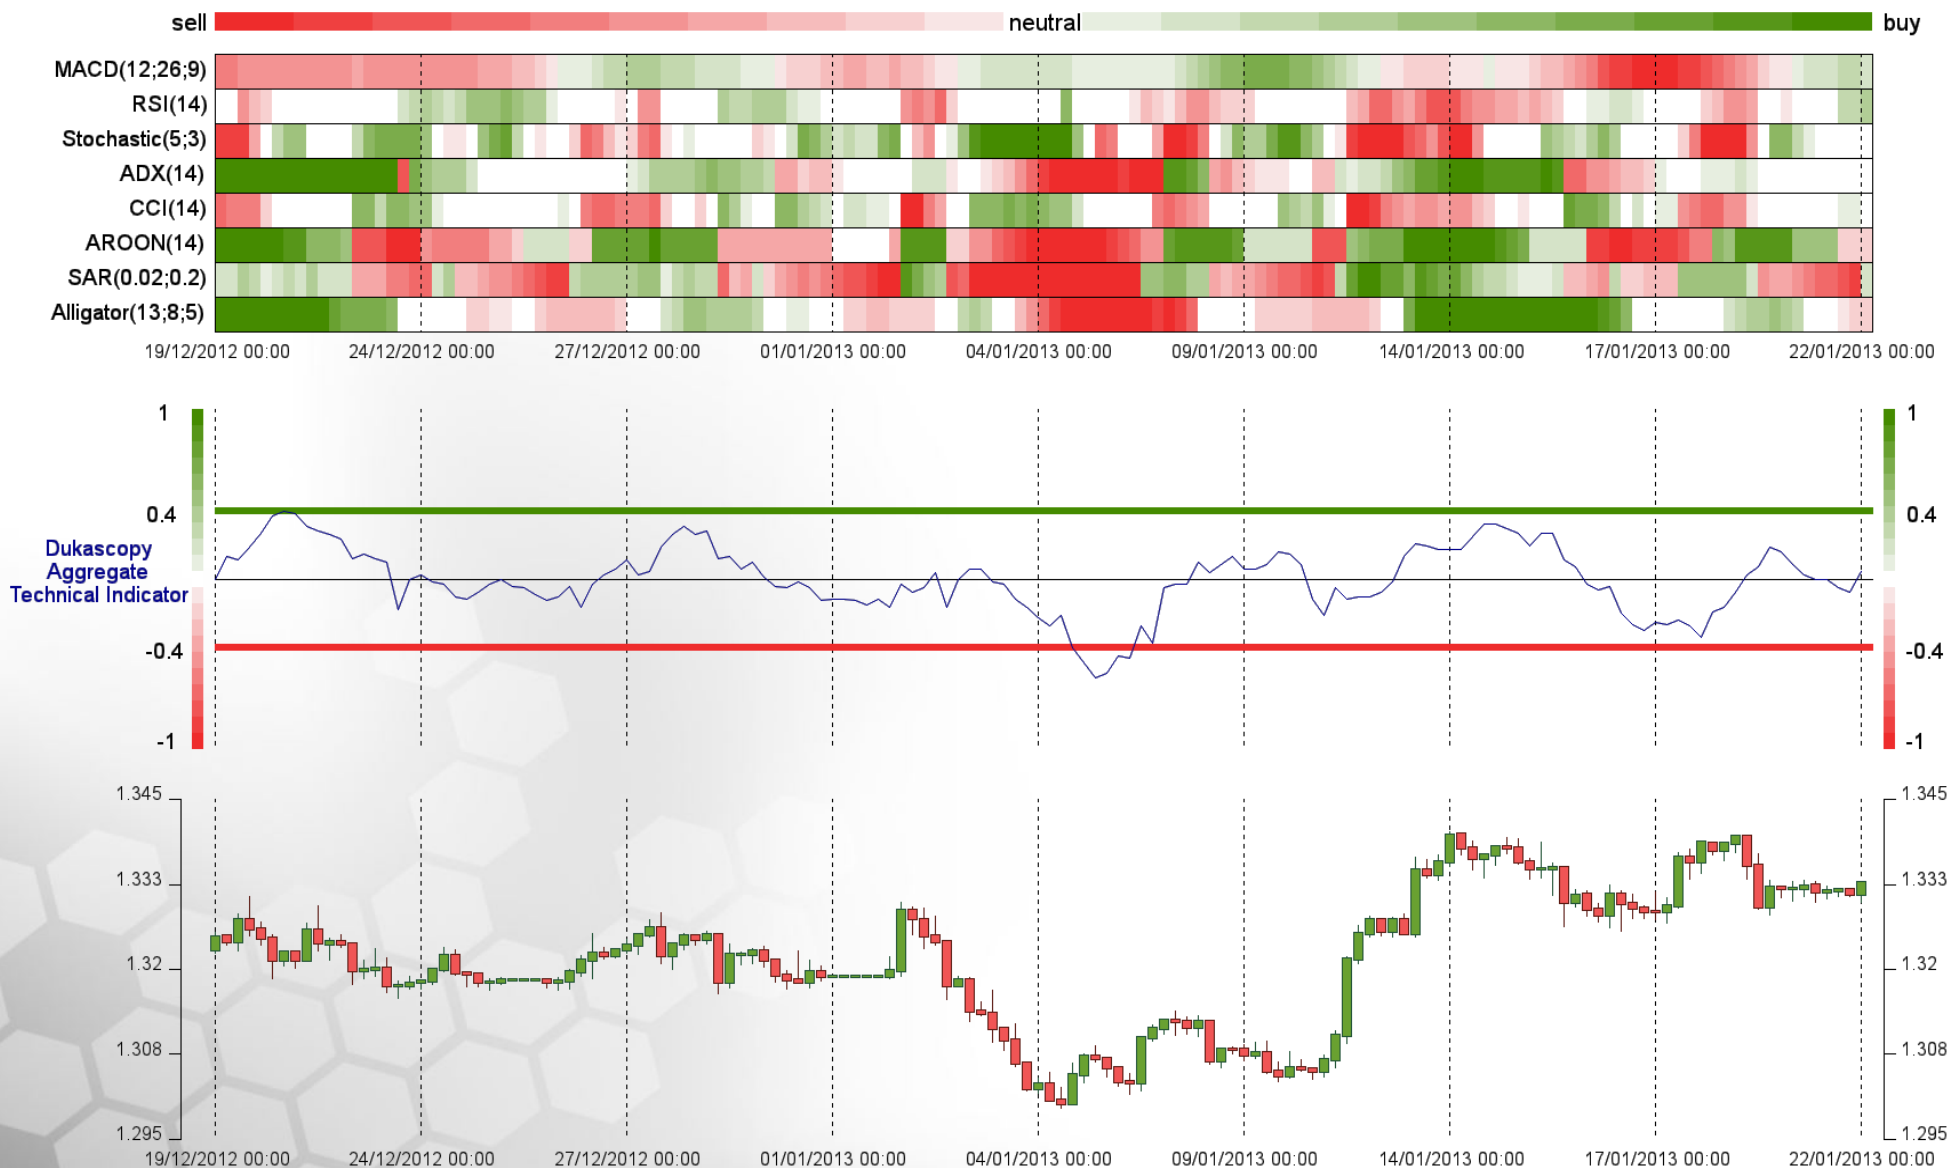 sell neutral buy
MACD(12;26;9)
RSI(14)
Stochastic(5;3)
ADX(14)
CCI(14)
AROON(14)
SAR(0.02;0.2)
Alligator(13;8;5)
19/12/2012 00:00 24/12/2012 00:00 27/12/2012 00:00 01/01/2013 00:00 04/01/2013 00:00 09/01/2013 00:00 14/01/2013 00:00 17/01/2013 00:00 22/01/2013 00:00
1 1
0.4 0.4
Dukascopy
Aggregate
Technical Indicator
-0.4 -0.4
-1 -1
1.345 1.345
1.333 1.333
1.32 1.32
1.308 1.308
1.295 1.295
19/12/2012 00:00 24/12/2012 00:00 27/12/2012 00:00 01/01/2013 00:00 04/01/2013 00:00 09/01/2013 00:00 14/01/2013 00:00 17/01/2013 00:00 22/01/2013 00:00